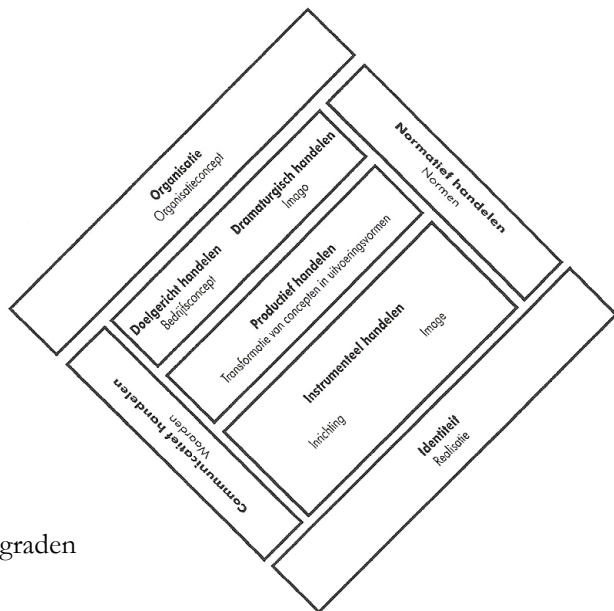 Organisatie
Organisatieconcept
Normatief handelen
Normen
Doelgericht handelen
Bedrijfsconcept
Dramaturgisch handelen
Imago
Productief handelen
Transformatie van concepten in uitvoeringsvormen
Instrumenteel handelen
Inrichting
Image
Communicatief handelen
Waarden
Identiteit
Realisatie
graden